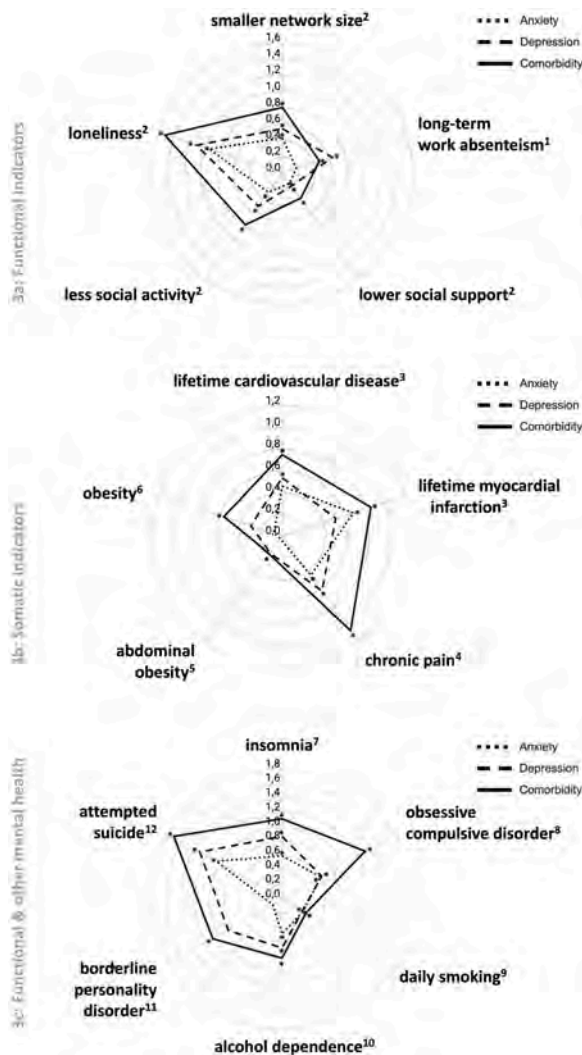 smaller network size²
Anxiety
Depression
Comorbidity
1,6
1,4
1,2
1,0
0,8
0,6
0,4
0,2
0,0
loneliness²
long-term
work absenteism¹
3a: Functional indicators
less social activity²
lower social support²
lifetime cardiovascular disease³
Anxiety
Depression
Comorbidity
1,2
1,0
0,8
0,6
0,4
0,2
0,0
obesity⁶
lifetime myocardial
infarction³
3b: Somatic indicators
abdominal
obesity⁵
chronic pain⁴
insomnia⁷
Anxiety
Depression
Comorbidity
1,8
1,6
1,4
1,2
1,0
0,8
0,6
0,4
0,2
0,0
attempted
suicide¹²
obsessive
compulsive disorder⁸
3c: Functional & other mental health
borderline
personality
disorder¹¹
daily smoking⁹
alcohol dependence¹⁰